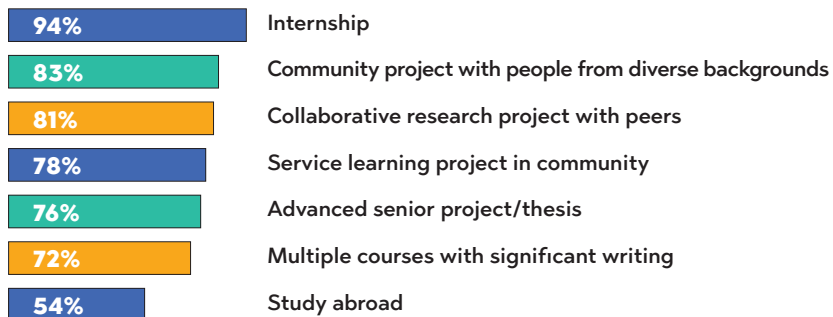 94% Internship
83% Community project with people from diverse backgrounds
81% Collaborative research project with peers
78% Service learning project in community
76% Advanced senior project/thesis
72% Multiple courses with significant writing
54% Study abroad